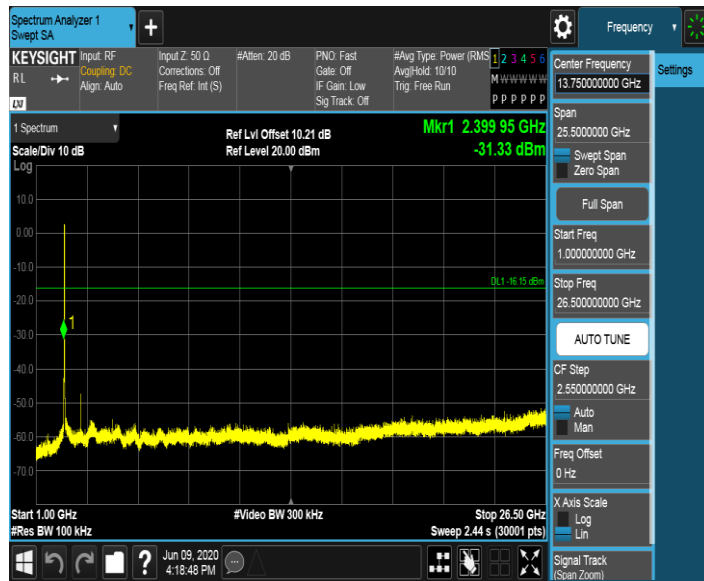 Spectrum Analyzer 1
Swept SA
Frequency
KEYSIGHT
RL
LXI
Input: RF
Coupling: DC
Align: Auto
Input Z: 50 Ω
Corrections: Off
Freq Ref: Int (S)
#Atten: 20 dB
PNO: Fast
Gate: Off
IF Gain: Low
Sig Track: Off
#Avg Type: Power (RMS
Avg|Hold: 10/10
Trig: Free Run
1 2 3 4 5 6
M W W W W W
P P P P P P
1 Spectrum
Scale/Div 10 dB
Ref Lvl Offset 10.21 dB
Ref Level 20.00 dBm
Mkr1 2.399 95 GHz
-31.33 dBm
Log
10.0
0.00
-10.0
DL1 -16.15 dBm
-20.0
1
-30.0
-40.0
-50.0
-60.0
-70.0
Start 1.00 GHz
#Res BW 100 kHz
#Video BW 300 kHz
Stop 26.50 GHz
Sweep 2.44 s (30001 pts)
Jun 09, 2020
4:18:48 PM
Settings
Center Frequency
13.750000000 GHz
Span
25.5000000 GHz
Swept Span
Zero Span
Full Span
Start Freq
1.000000000 GHz
Stop Freq
26.500000000 GHz
AUTO TUNE
CF Step
2.550000000 GHz
Auto
Man
Freq Offset
0 Hz
X Axis Scale
Log
Lin
Signal Track
(Span Zoom)